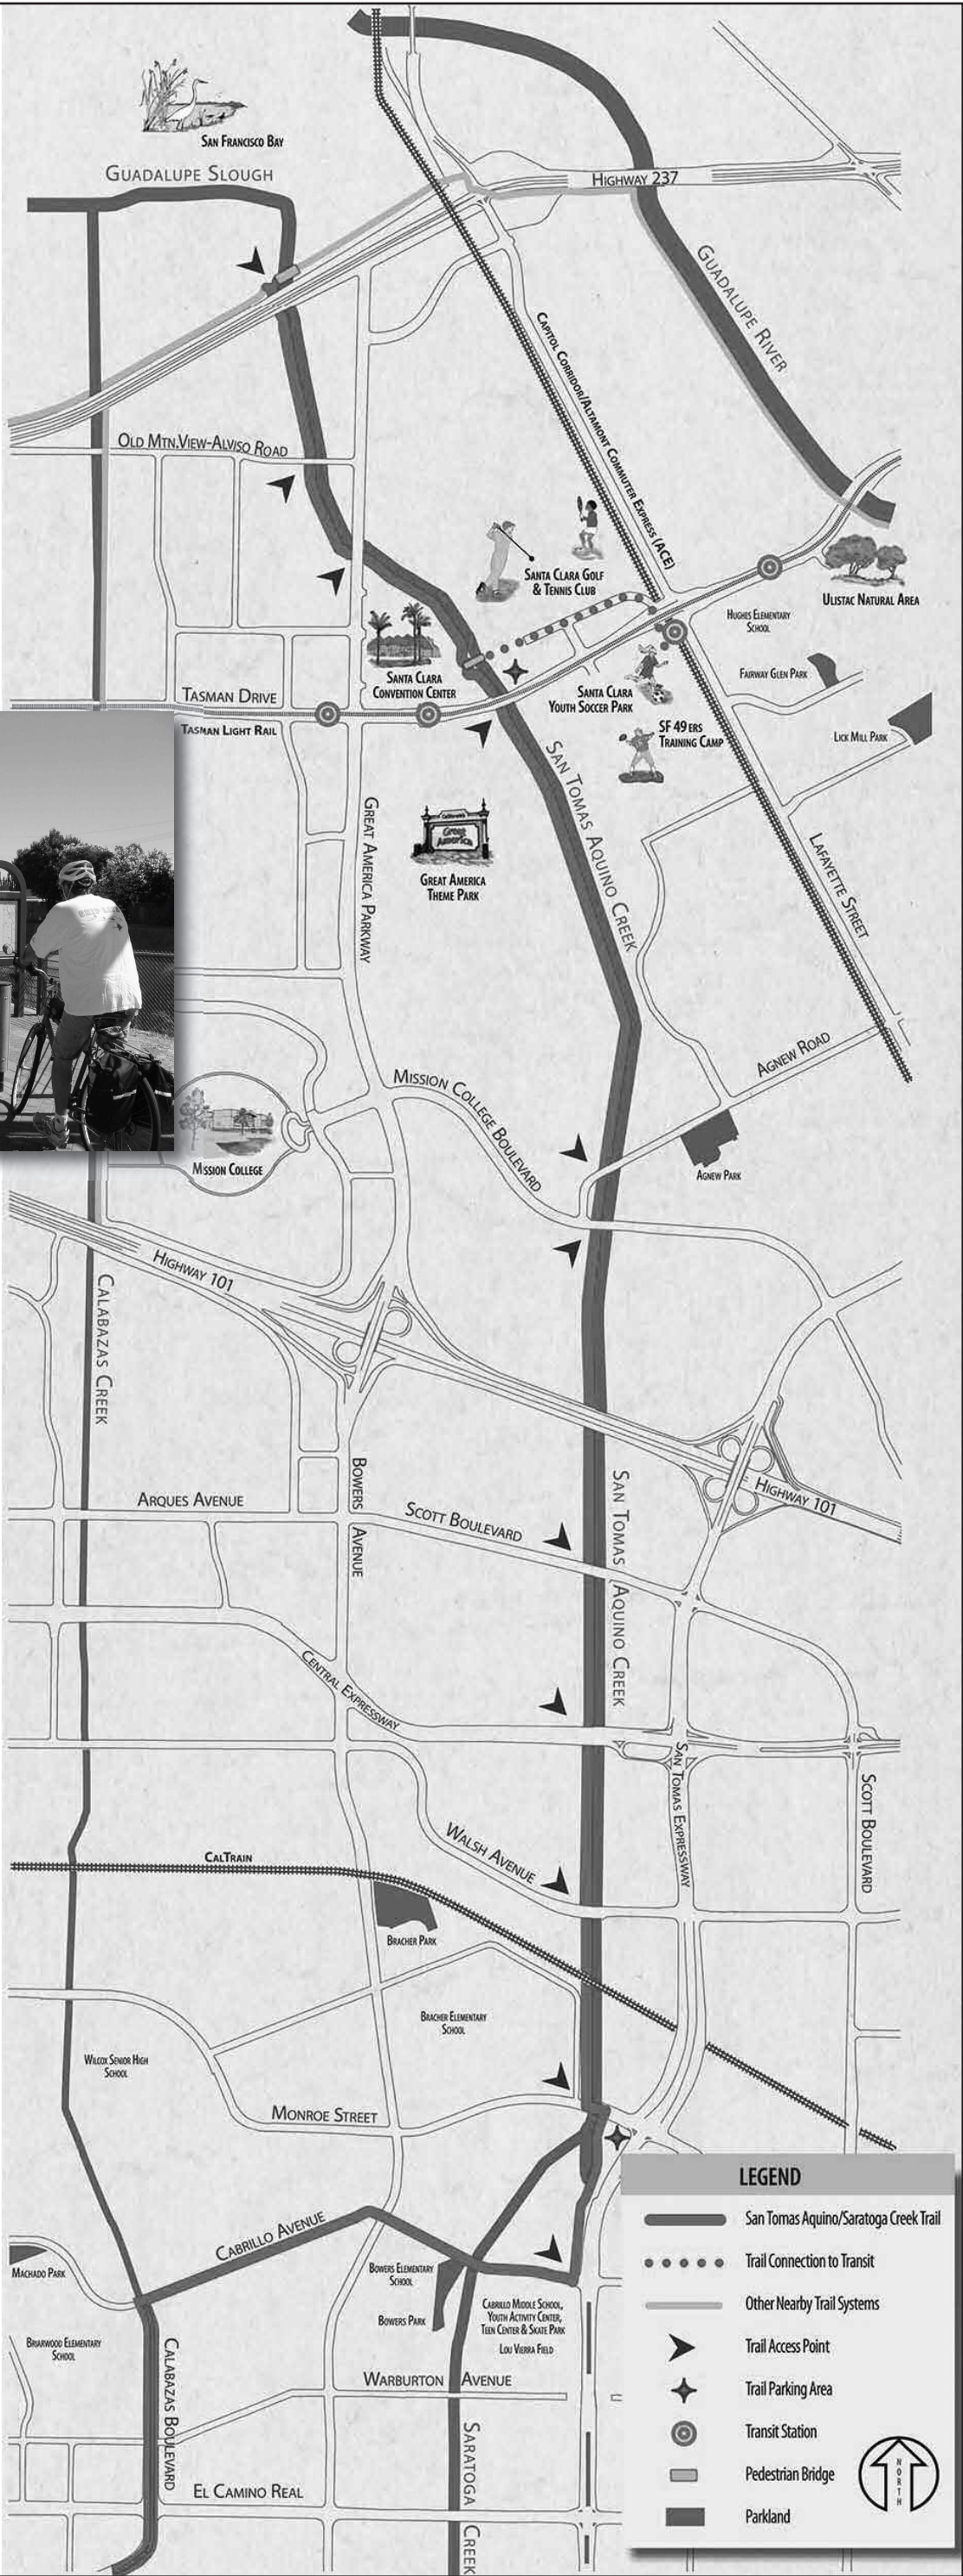 San Francisco Bay
Guadalupe Slough
Highway 237
Guadalupe River
Capitol Corridor/Altamont Commuter Express (ACE)
Old Mtn.View-Alviso Road
Santa Clara Golf
& Tennis Club
Ulistac Natural Area
Hughes Elementary
School
Santa Clara
Convention Center
Fairway Glen Park
Santa Clara
Youth Soccer Park
Tasman Drive
Tasman Light Rail
SF 49ers
Training Camp
Lick Mill Park
San Tomas Aquino Creek
Great America Parkway
California's
Great
America
Great America
Theme Park
Lafayette Street
Agnew Road
Mission College Boulevard
Mission College
Agnew Park
Highway 101
Calabazas Creek
Bowers Avenue
Arques Avenue
Scott Boulevard
San Tomas Aquino Creek
Highway 101
Central Expressway
San Tomas Expressway
Scott Boulevard
Walsh Avenue
CalTrain
Bracher Park
Bracher Elementary
School
Wilcox Senior High
School
Monroe Street
Cabrillo Avenue
Machado Park
Bowers Elementary
School
Bowers Park
Cabrillo Middle School,
Youth Activity Center,
Teen Center & Skate Park
Lou Vierra Field
Briarwood Elementary
School
Calabazas Boulevard
Warburton Avenue
Saratoga Creek
El Camino Real
LEGEND
San Tomas Aquino/Saratoga Creek Trail
Trail Connection to Transit
Other Nearby Trail Systems
Trail Access Point
Trail Parking Area
Transit Station
Pedestrian Bridge
Parkland
NORTH